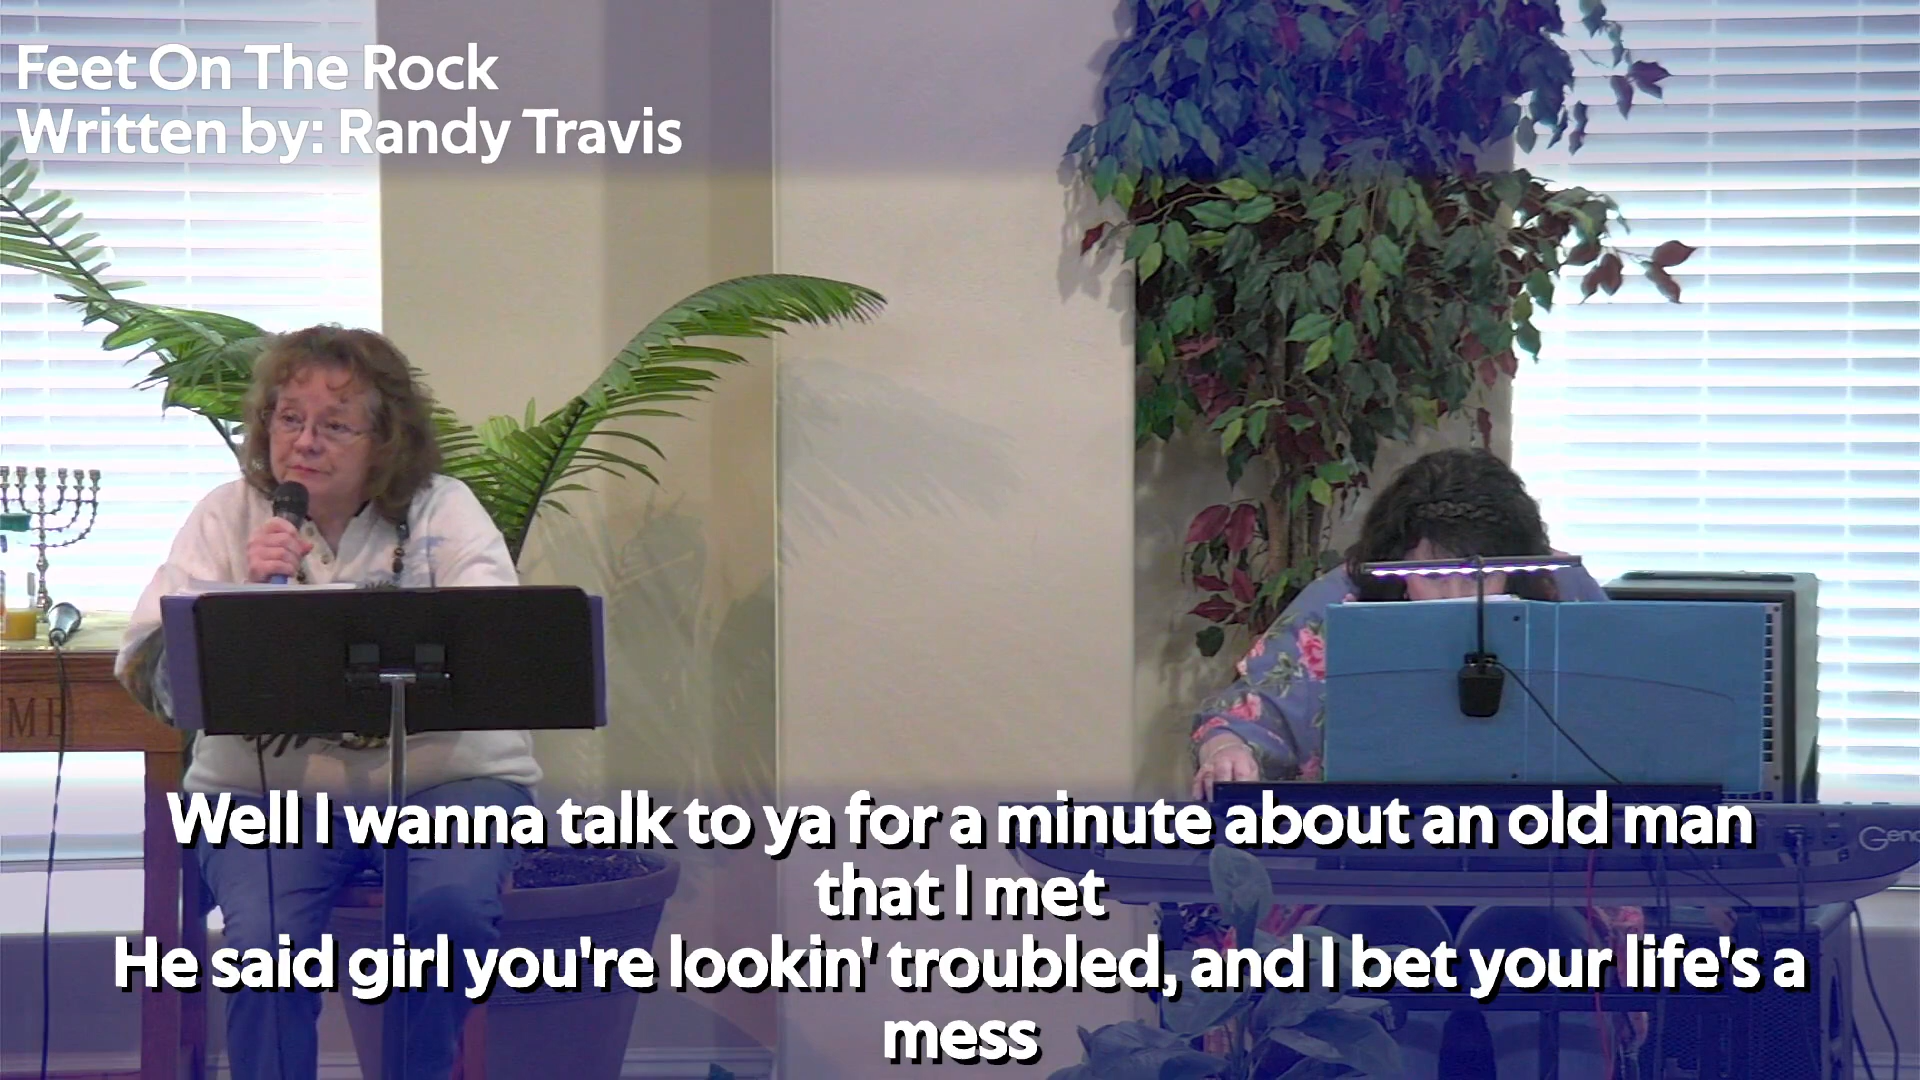 Feet On The Rock
Written by: Randy Travis
Well I wanna talk to ya for a minute about an old man
that I met
He said girl you're lookin' troubled, and I bet your life's a
mess